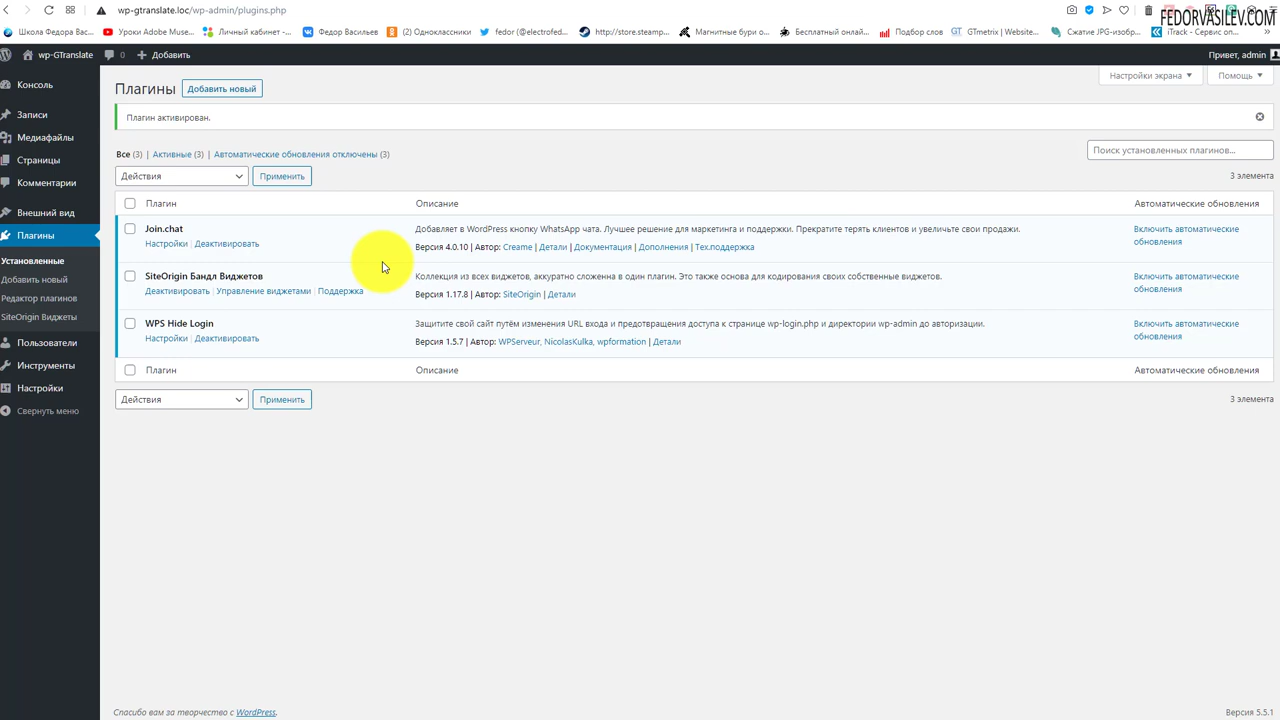 wp-gtranslate.loc/wp-admin/plugins.php
FEDORVASILEV.COM
Школа Федора Вас... Уроки Adobe Muse... Личный кабинет -... Федор Васильев (2) Одноклассники fedor (@electrofed... http://store.steamp... Магнитные бури о... Бесплатный онлай... Подбор слов GTmetrix | Website... Сжатие JPG-изобр... iTrack - Сервис оп... »
wp-GTranslate 0 + Добавить Привет, admin
Консоль
Записи
Медиафайлы
Страницы
Комментарии
Внешний вид
Плагины
Установленные
Добавить новый
Редактор плагинов
SiteOrigin Виджеты
Пользователи
Инструменты
Настройки
Свернуть меню
Настройки экрана ▼ Помощь ▼
Плагины Добавить новый
Плагин активирован.
Все (3) | Активные (3) | Автоматические обновления отключены (3)
Поиск установленных плагинов...
Действия Применить 3 элемента
Плагин Описание Автоматические обновления
Join.chat Добавляет в WordPress кнопку WhatsApp чата. Лучшее решение для маркетинга и поддержки. Прекратите терять клиентов и увеличьте свои продажи. Включить автоматические
Настройки | Деактивировать Версия 4.0.10 | Автор: Creame | Детали | Документация | Дополнения | Тех.поддержка обновления
SiteOrigin Бандл Виджетов Коллекция из всех виджетов, аккуратно сложенна в один плагин. Это также основа для кодирования своих собственные виджетов. Включить автоматические
Деактивировать | Управление виджетами | Поддержка Версия 1.17.8 | Автор: SiteOrigin | Детали обновления
WPS Hide Login Защитите свой сайт путём изменения URL входа и предотвращения доступа к странице wp-login.php и директории wp-admin до авторизации. Включить автоматические
Настройки | Деактивировать Версия 1.5.7 | Автор: WPServeur, NicolasKulka, wpformation | Детали обновления
Плагин Описание Автоматические обновления
Действия Применить 3 элемента
Спасибо вам за творчество с WordPress. Версия 5.5.1